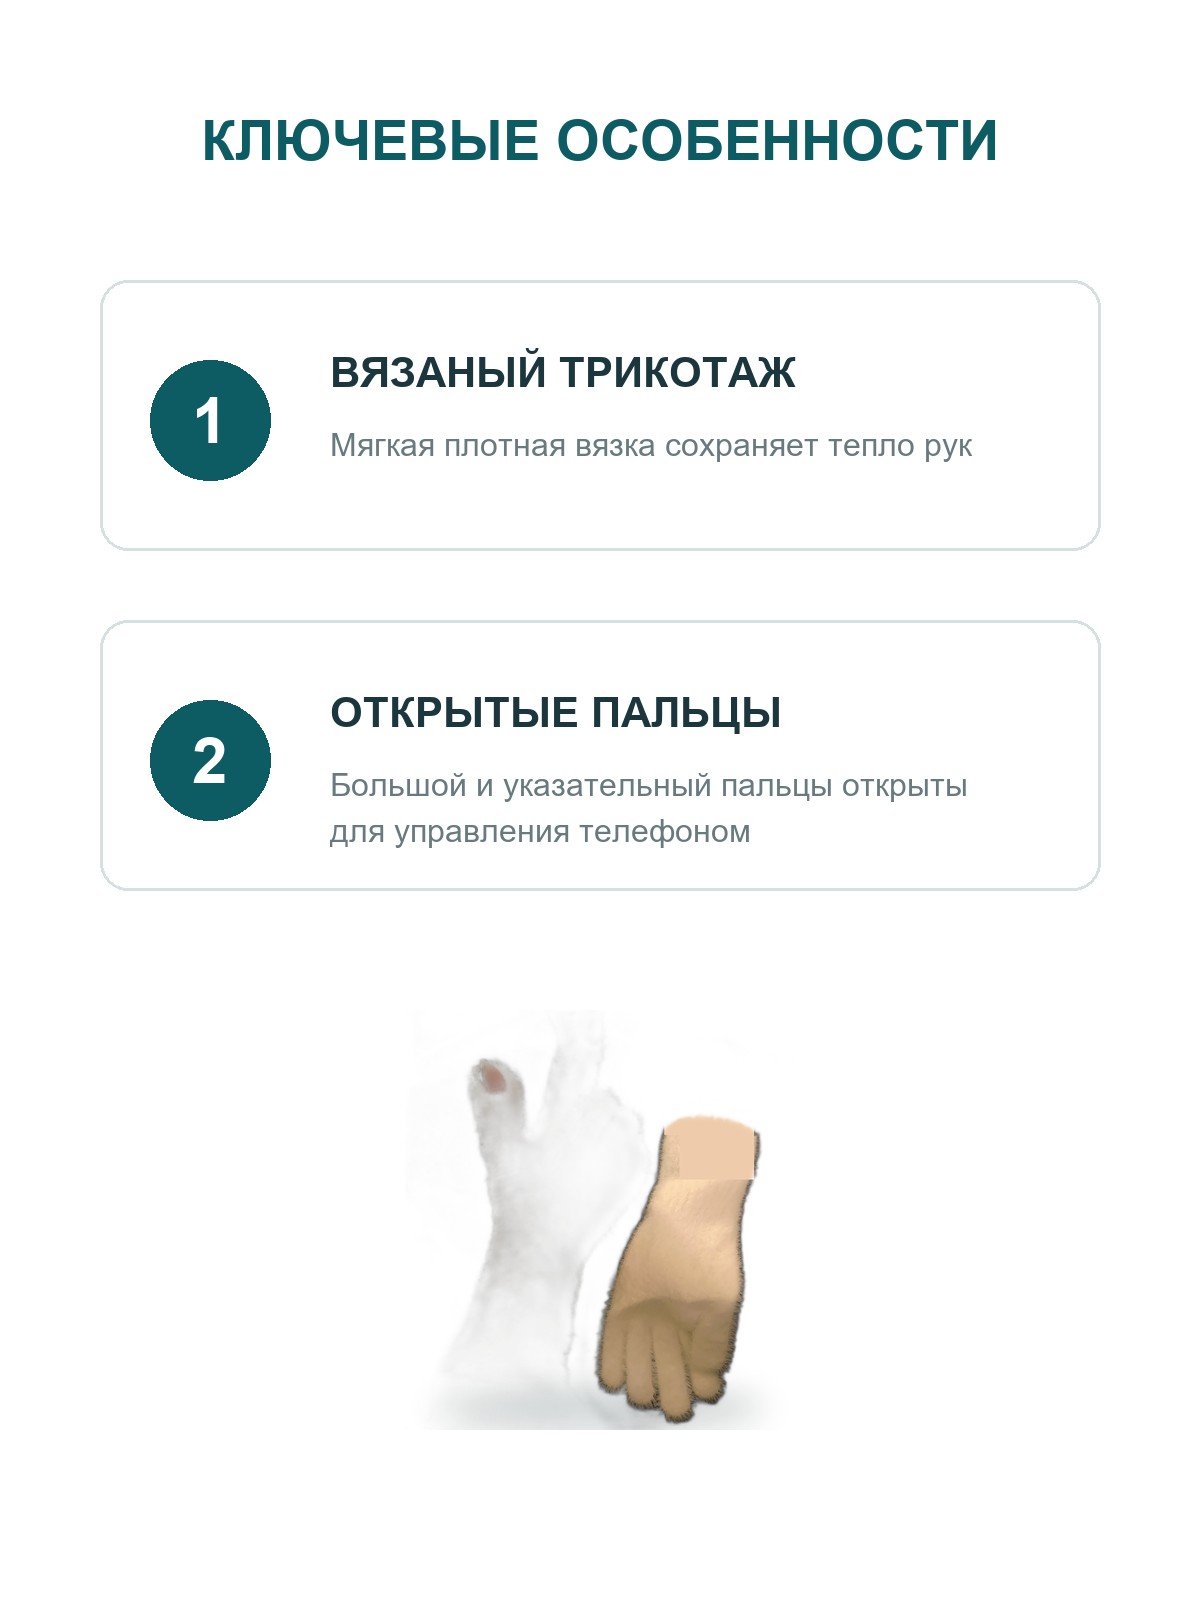 КЛЮЧЕВЫЕ ОСОБЕННОСТИ
1
ВЯЗАНЫЙ ТРИКОТАЖ
Мягкая плотная вязка сохраняет тепло рук
2
ОТКРЫТЫЕ ПАЛЬЦЫ
Большой и указательный пальцы открыты
для управления телефоном